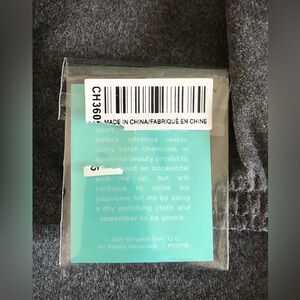 CH360
MADE IN CHINA/FABRIQUÉ EN CHINE
before entering water,
using harsh chemicals or
applying beauty products.
need an occasional
pick me up, but will
continue to shine for
you—care for me by using
a dry polishing cloth and
remember to be gentle.
© 2021 Origami Owl, LLC
All Rights Reserved |